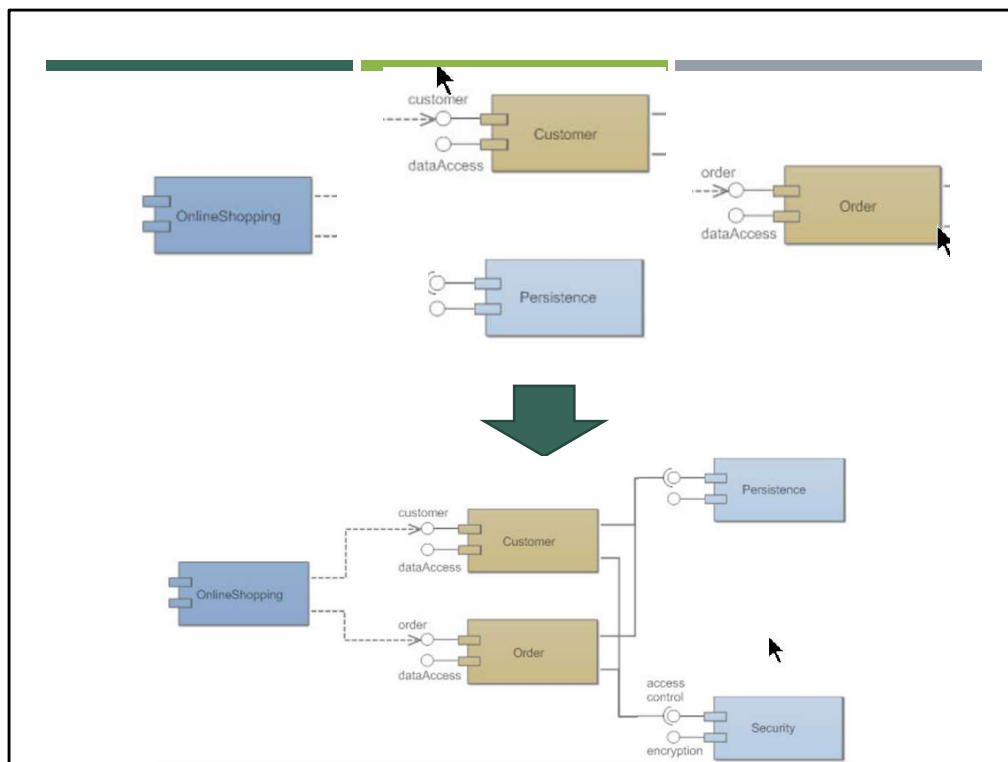 customer
Customer
dataAccess
order
OnlineShopping
Order
dataAccess
Persistence
Persistence
customer
Customer
dataAccess
OnlineShopping
order
Order
dataAccess
access
control
Security
encryption